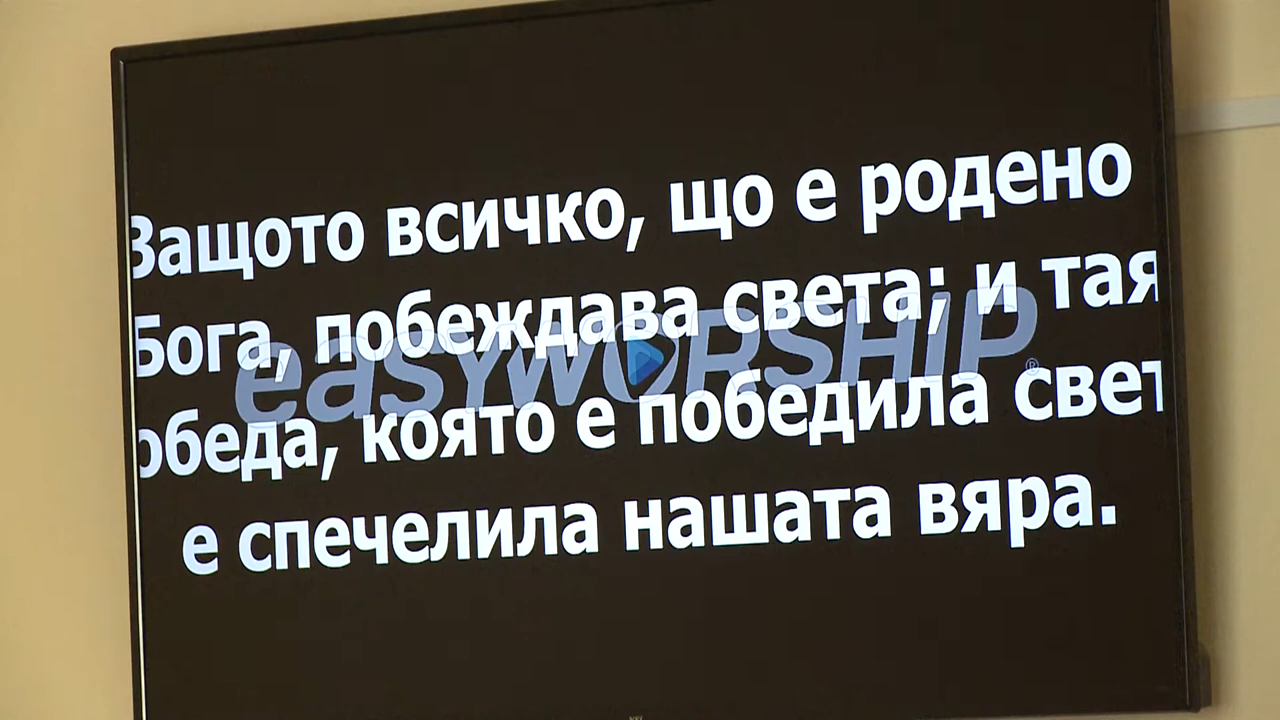 Защото всичко, що е родено
Бога, побеждава света; и тая
обеда, която е победила свет
е спечелила нашата вяра.
easyWORSHiP®